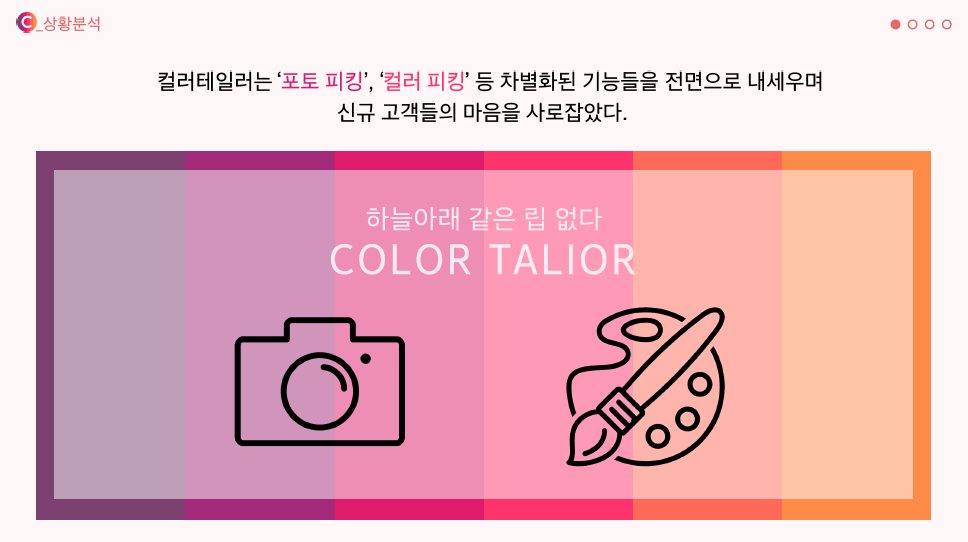 C_상황분석
컬러테일러는 ‘포토 피킹’, ‘컬러 피킹’ 등 차별화된 기능들을 전면으로 내세우며
신규 고객들의 마음을 사로잡았다.
하늘아래 같은 립 없다
COLOR TALIOR